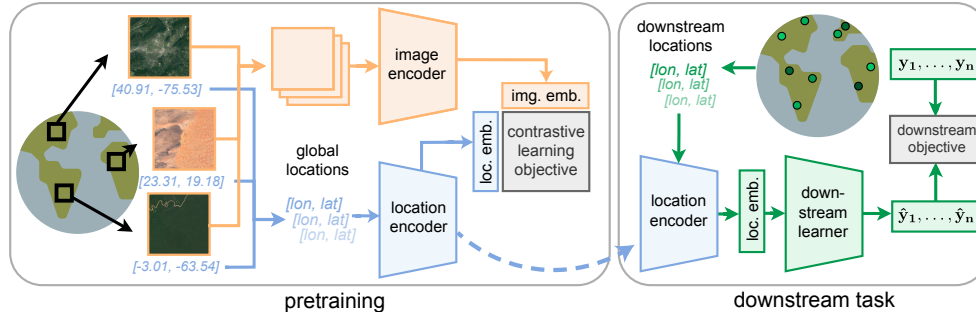 [40.91, -75.53]
[23.31, 19.18]
[-3.01, -63.54]
global
locations
[lon, lat]
[lon, lat]
[lon, lat]
image
encoder
img. emb.
loc. emb.
contrastive
learning
objective
location
encoder
pretraining
downstream
locations
[lon, lat]
[lon, lat]
[lon, lat]
y₁, . . . , yₙ
downstream
objective
location
encoder
loc. emb.
down-
stream
learner
ŷ₁, . . . , ŷₙ
downstream task